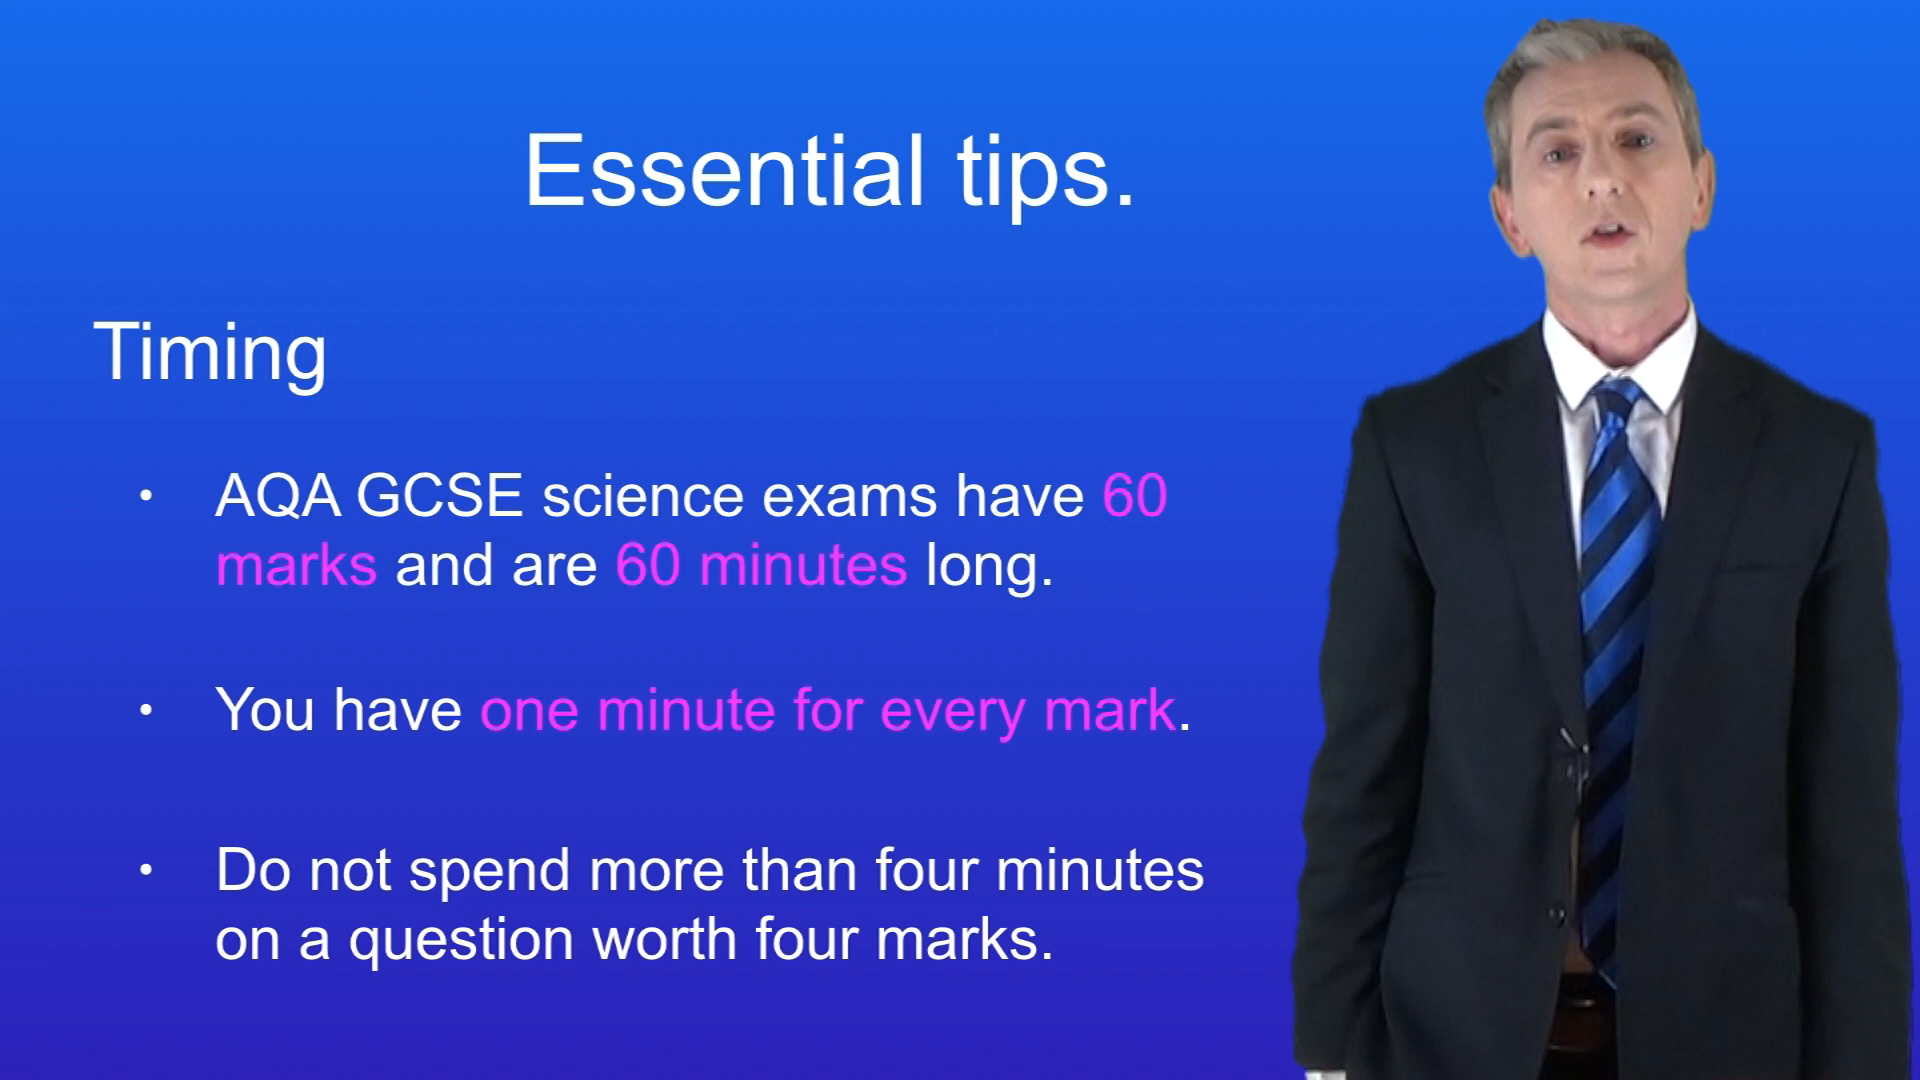 Essential tips.
Timing
• AQA GCSE science exams have 60
marks and are 60 minutes long.
• You have one minute for every mark.
• Do not spend more than four minutes
on a question worth four marks.